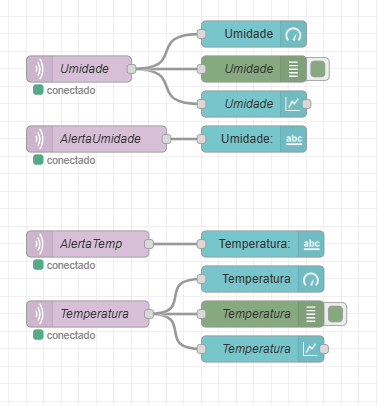 Umidade
Umidade
Umidade
conectado
Umidade
AlertaUmidade
Umidade:
abc
conectado
AlertaTemp
Temperatura:
abc
conectado
Temperatura
Temperatura
Temperatura
conectado
Temperatura